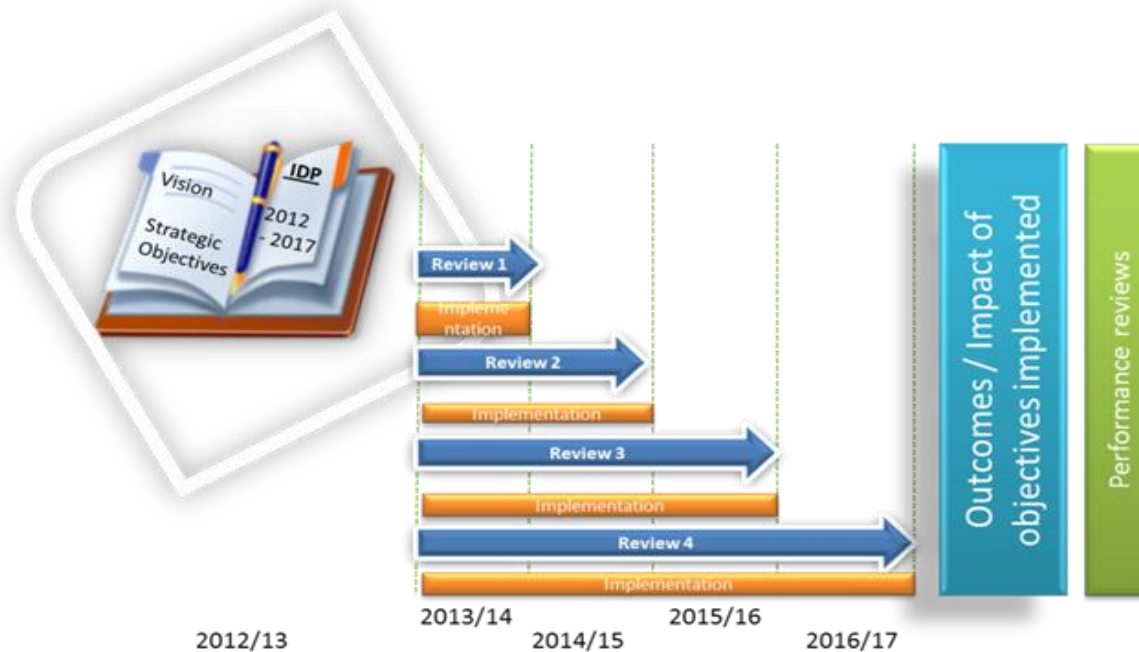 Vision
Strategic
Objectives
IDP
2012
- 2017
Review 1
Impleme
ntation
Review 2
Implementation
Review 3
Implementation
Review 4
Implementation
2012/13
2013/14
2014/15
2015/16
2016/17
Outcomes / Impact of
objectives implemented
Performance reviews